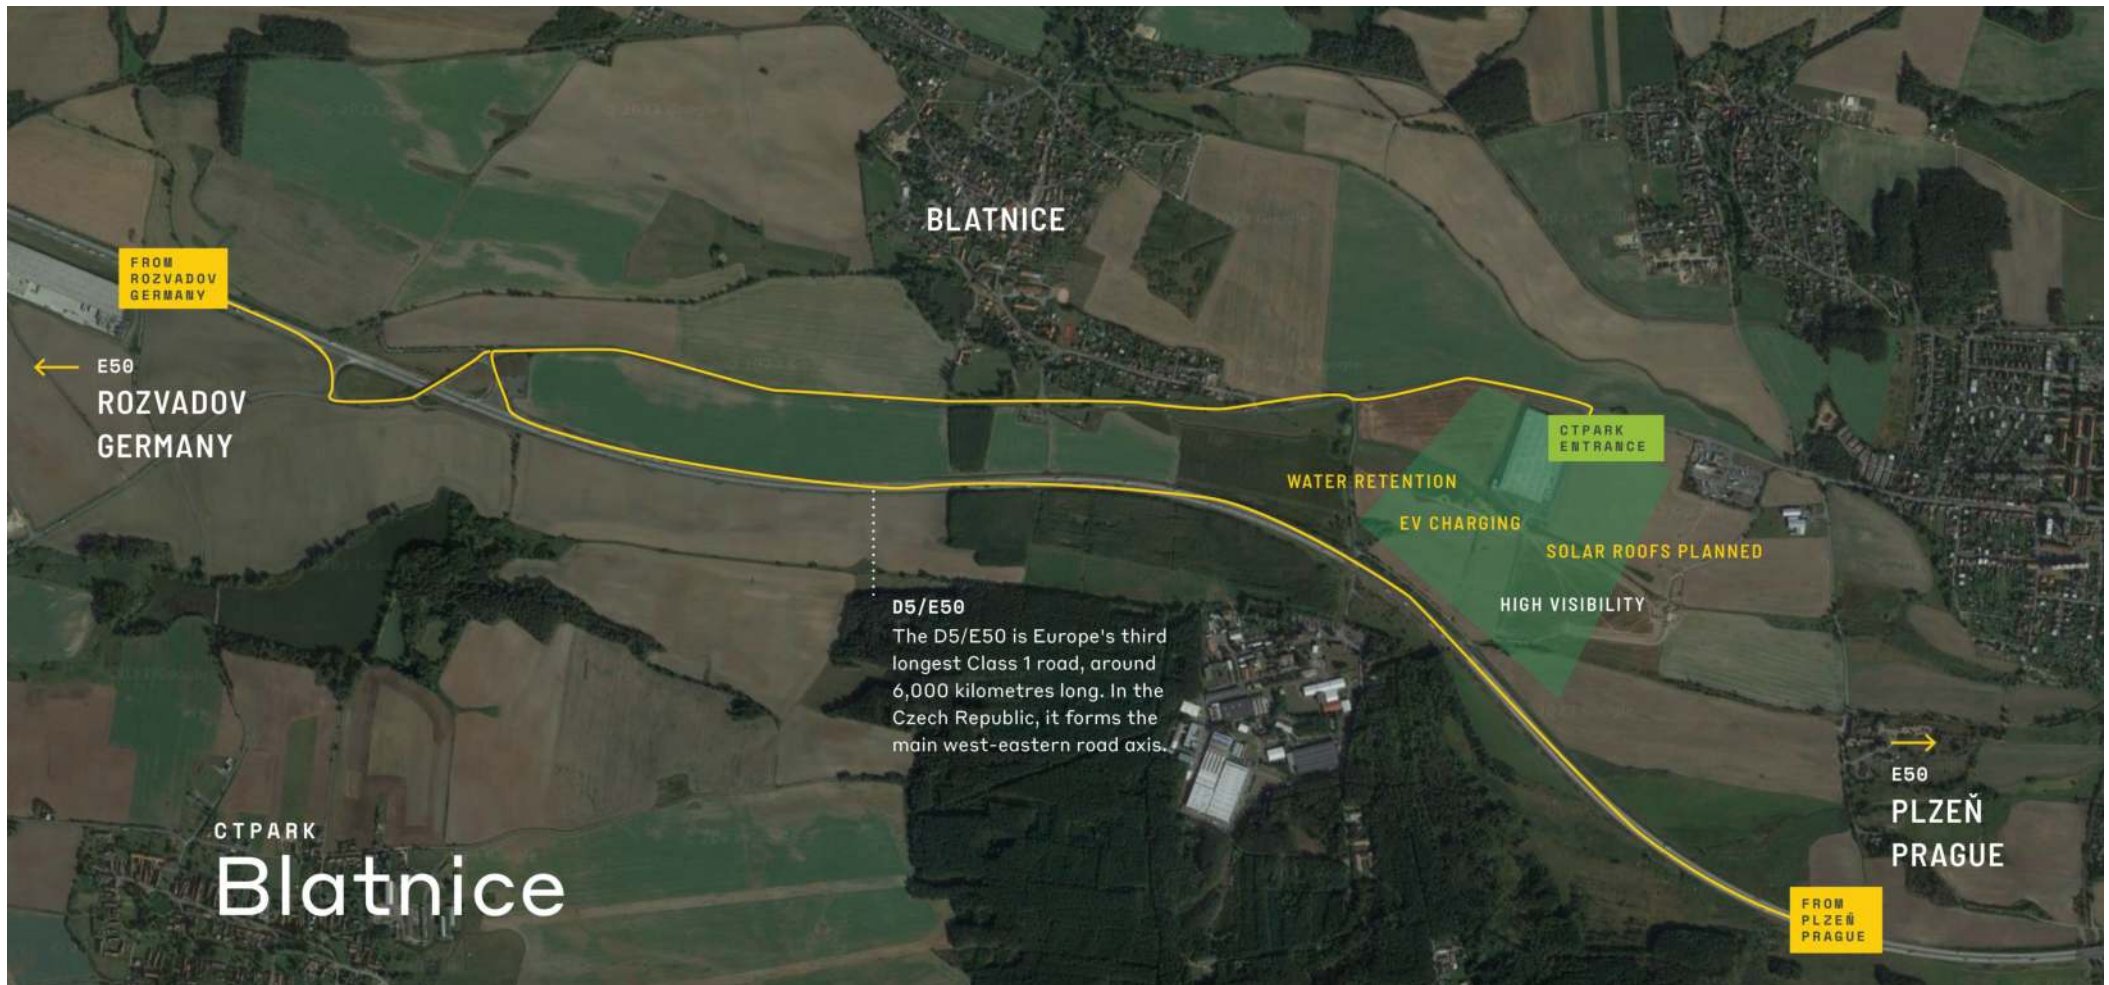 BLATNICE
FROM
ROZVADOV
GERMANY
E50
ROZVADOV
GERMANY
CTPARK
ENTRANCE
WATER RETENTION
EV CHARGING
SOLAR ROOFS PLANNED
HIGH VISIBILITY
D5/E50
The D5/E50 is Europe's third
longest Class 1 road, around
6,000 kilometres long. In the
Czech Republic, it forms the
main west-eastern road axis.
E50
PLZEŇ
PRAGUE
CTPARK
Blatnice
FROM
PLZEŇ
PRAGUE